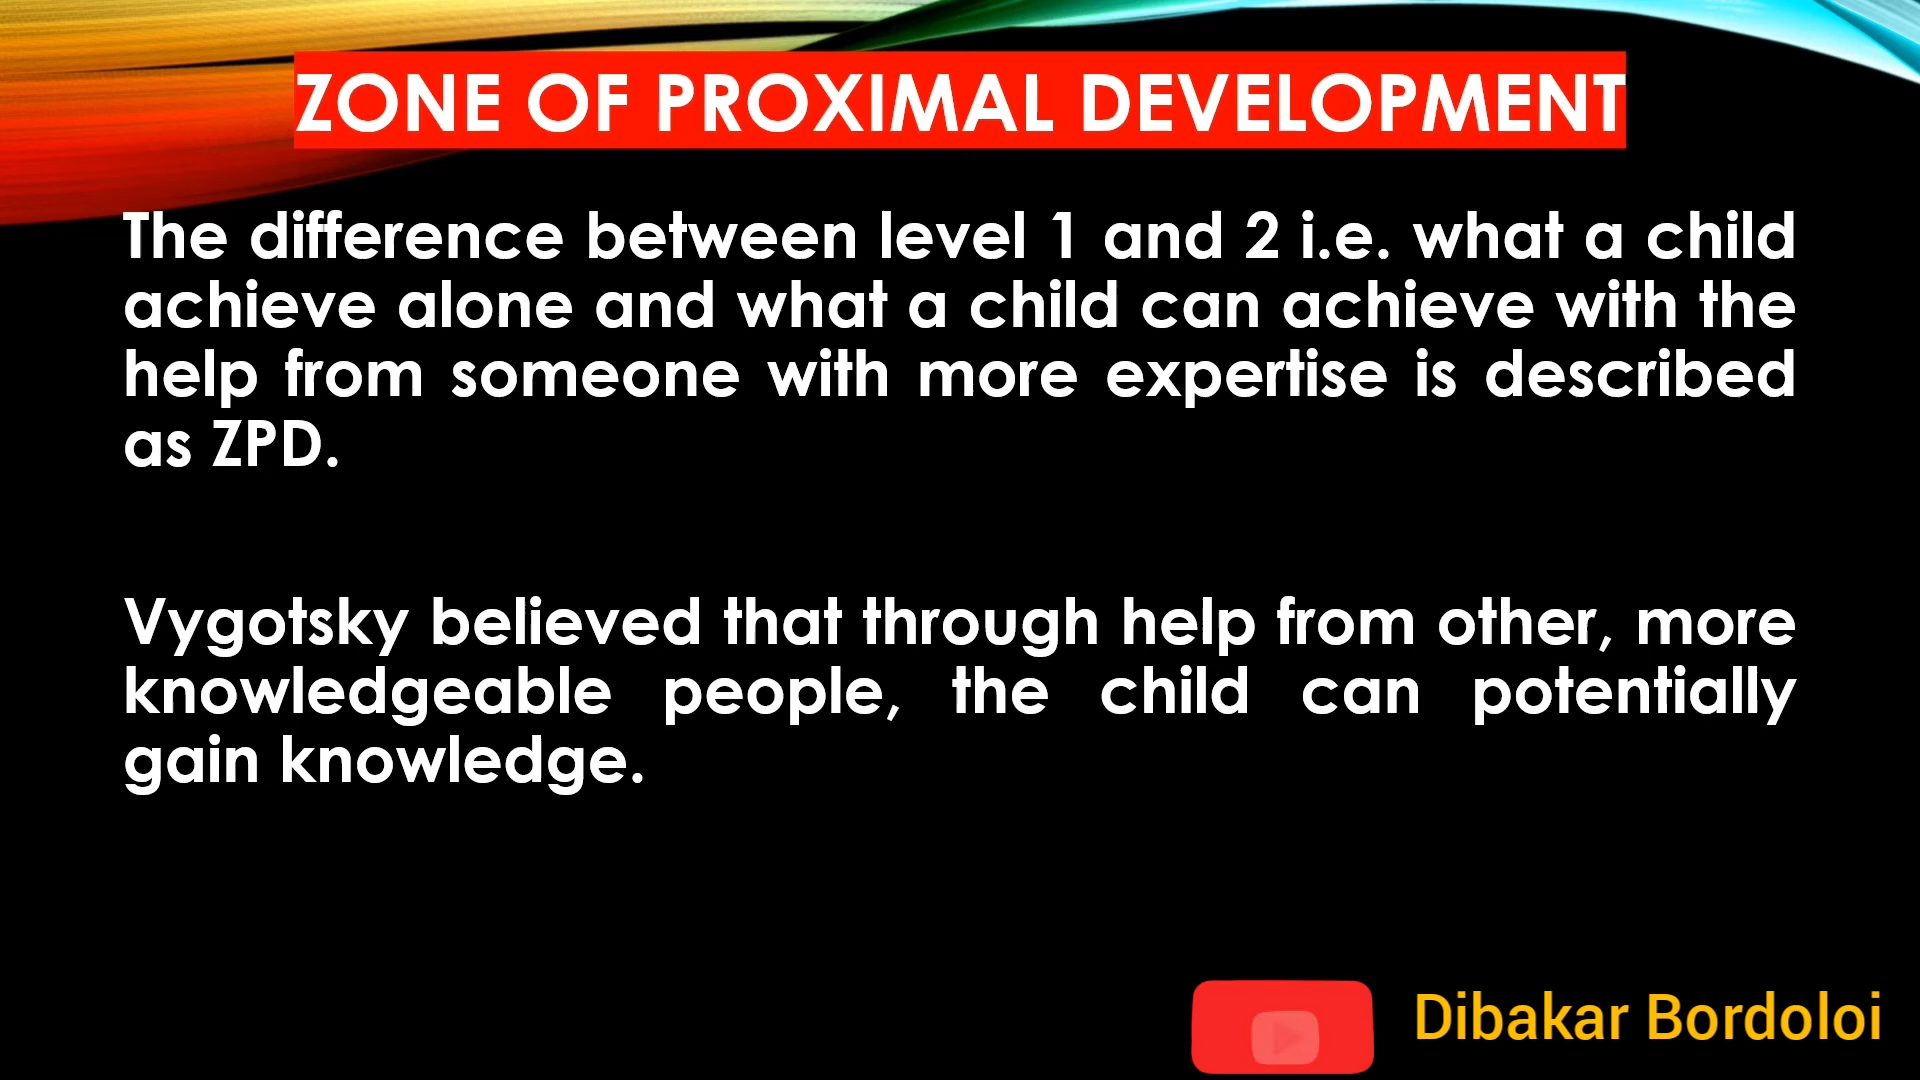 ZONE OF PROXIMAL DEVELOPMENT
The difference between level 1 and 2 i.e. what a child
achieve alone and what a child can achieve with the
help from someone with more expertise is described
as ZPD.
Vygotsky believed that through help from other, more
knowledgeable people, the child can potentially
gain knowledge.
Dibakar Bordoloi